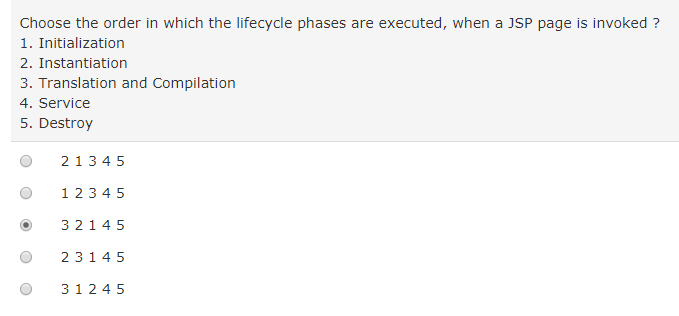 Choose the order in which the lifecycle phases are executed, when a JSP page is invoked ?
1. Initialization
2. Instantiation
3. Translation and Compilation
4. Service
5. Destroy
2 1 3 4 5
1 2 3 4 5
3 2 1 4 5
2 3 1 4 5
3 1 2 4 5